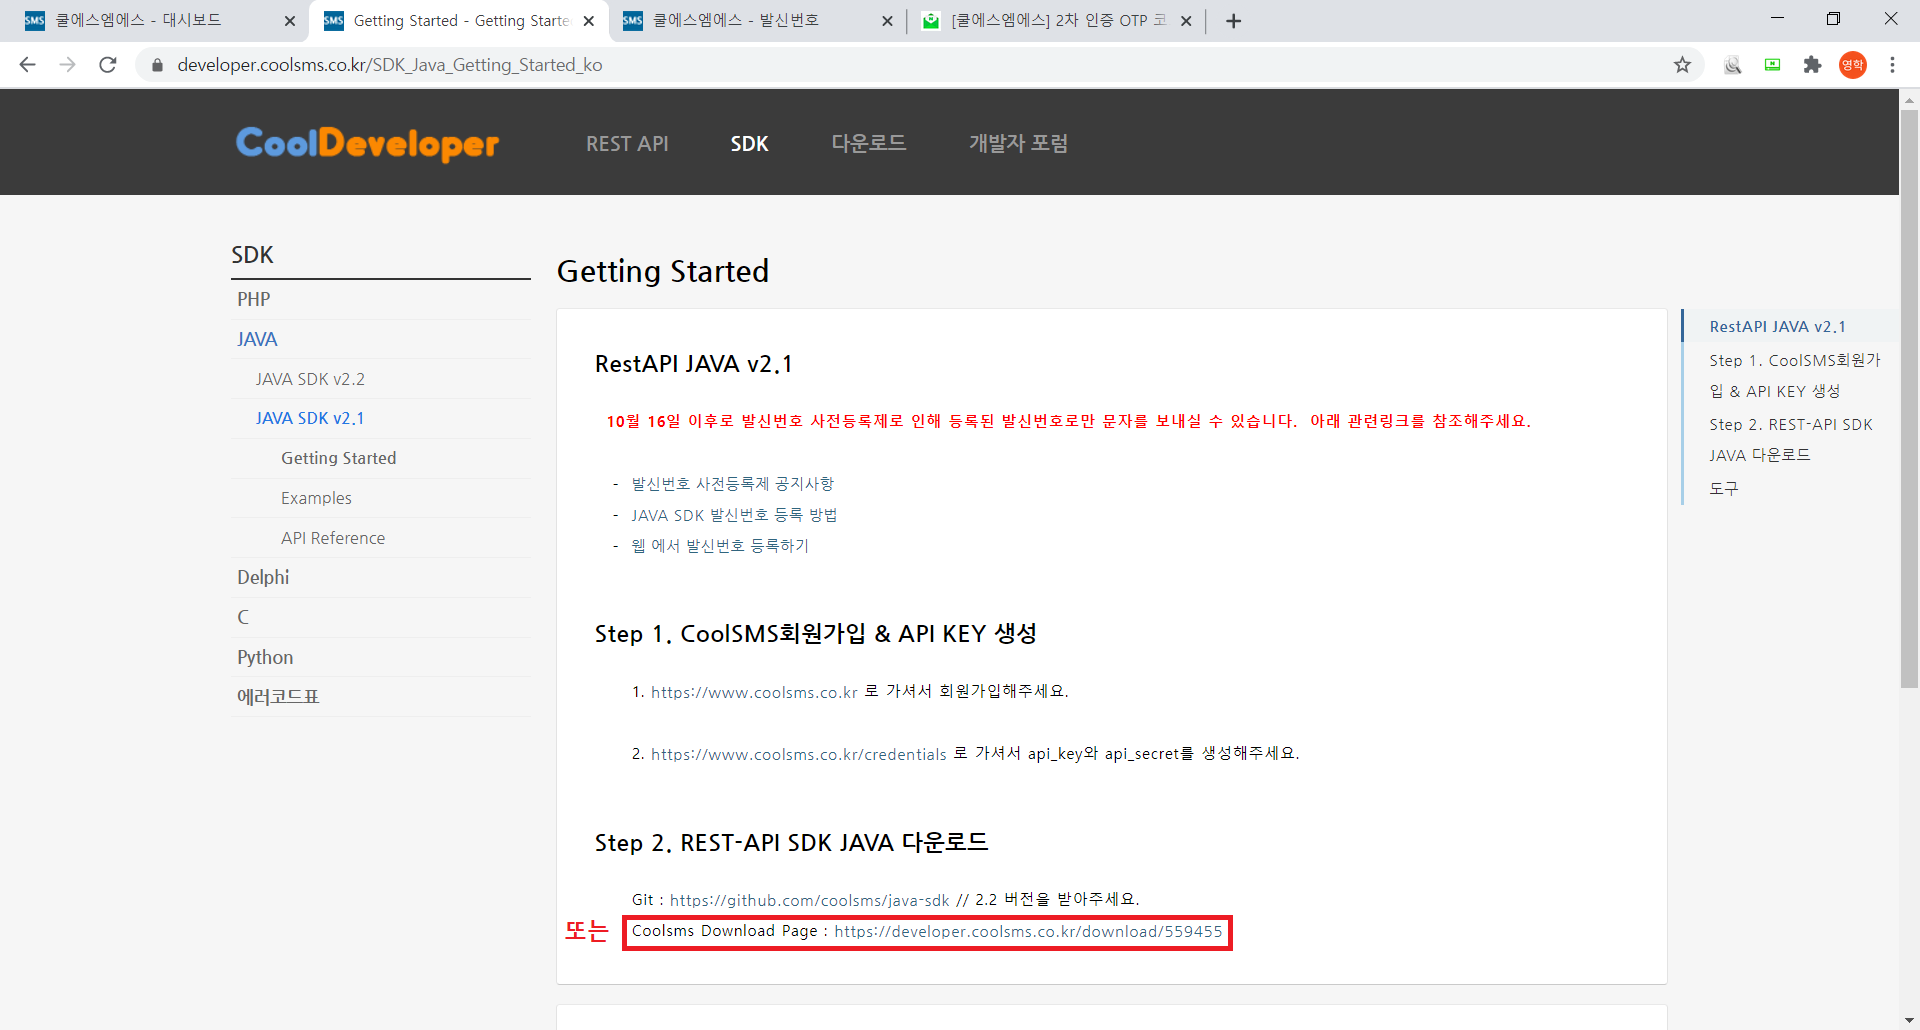 쿨에스엠에스 - 대시보드
Getting Started - Getting Starte
쿨에스엠에스 - 발신번호
[쿨에스엠에스] 2차 인증 OTP 코
developer.coolsms.co.kr/SDK_Java_Getting_Started_ko
영학
CoolDeveloper
REST API
SDK
다운로드
개발자 포럼
SDK
PHP
JAVA
JAVA SDK v2.2
JAVA SDK v2.1
Getting Started
Examples
API Reference
Delphi
C
Python
에러코드표
Getting Started
RestAPI JAVA v2.1
10월 16일 이후로 발신번호 사전등록제로 인해 등록된 발신번호로만 문자를 보내실 수 있습니다. 아래 관련링크를 참조해주세요.
- 발신번호 사전등록제 공지사항
- JAVA SDK 발신번호 등록 방법
- 웹 에서 발신번호 등록하기
Step 1. CoolSMS회원가입 & API KEY 생성
1. https://www.coolsms.co.kr 로 가셔서 회원가입해주세요.
2. https://www.coolsms.co.kr/credentials 로 가셔서 api_key와 api_secret를 생성해주세요.
Step 2. REST-API SDK JAVA 다운로드
Git : https://github.com/coolsms/java-sdk // 2.2 버전을 받아주세요.
또는 Coolsms Download Page : https://developer.coolsms.co.kr/download/559455
RestAPI JAVA v2.1
Step 1. CoolSMS회원가
입 & API KEY 생성
Step 2. REST-API SDK
JAVA 다운로드
도구